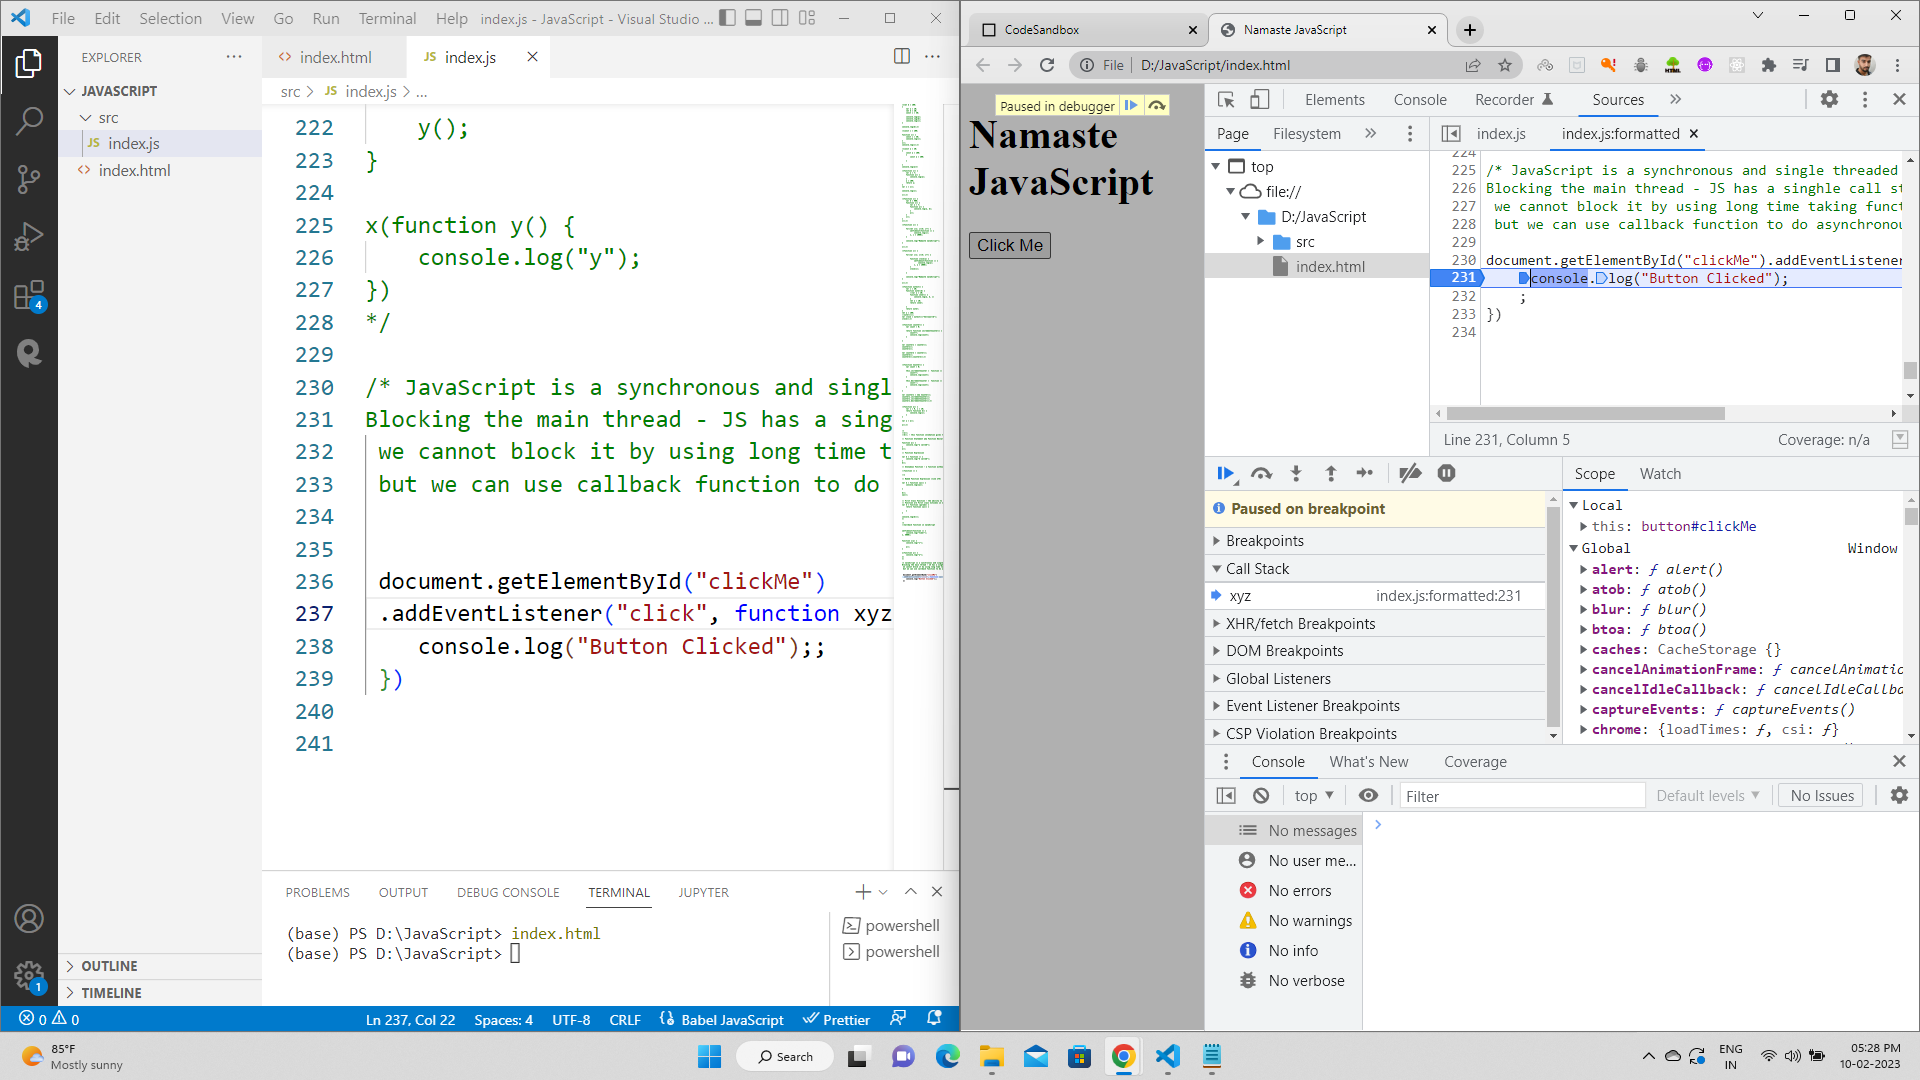 File Edit Selection View Go Run Terminal Help index.js - JavaScript - Visual Studio ...
EXPLORER
JAVASCRIPT
src
JS index.js
index.html
OUTLINE
TIMELINE
4
1
index.html
JS index.js
src > JS index.js > ...
222 y();
223 }
224
225 x(function y() {
226 console.log("y");
227 })
228 */
229
230 /* JavaScript is a synchronous and singl
231 Blocking the main thread - JS has a sing
232 we cannot block it by using long time t
233 but we can use callback function to do
234
235
236 document.getElementById("clickMe")
237 .addEventListener("click", function xyz
238 console.log("Button Clicked");;
239 })
240
241
PROBLEMS OUTPUT DEBUG CONSOLE TERMINAL JUPYTER
(base) PS D:\JavaScript> index.html
(base) PS D:\JavaScript>
powershell
powershell
0 0
Ln 237, Col 22 Spaces: 4 UTF-8 CRLF Babel JavaScript Prettier
CodeSandbox
Namaste JavaScript
File D:/JavaScript/index.html
Paused in debugger
Namaste
JavaScript
Click Me
Elements Console Recorder Sources
Page Filesystem
top
file://
D:/JavaScript
src
index.html
index.js
index.js:formatted
224
225 /* JavaScript is a synchronous and single threaded
226 Blocking the main thread - JS has a singhle call st
227 we cannot block it by using long time taking funct
228 but we can use callback function to do asynchronou
229
230 document.getElementById("clickMe").addEventListener
231 console.log("Button Clicked");
232 ;
233 })
234
Line 231, Column 5
Coverage: n/a
Paused on breakpoint
Breakpoints
Call Stack
xyz index.js:formatted:231
XHR/fetch Breakpoints
DOM Breakpoints
Global Listeners
Event Listener Breakpoints
CSP Violation Breakpoints
Scope Watch
Local
this: button#clickMe
Global Window
alert: ƒ alert()
atob: ƒ atob()
blur: ƒ blur()
btoa: ƒ btoa()
caches: CacheStorage {}
cancelAnimationFrame: ƒ cancelAnimatio
cancelIdleCallback: ƒ cancelIdleCallba
captureEvents: ƒ captureEvents()
chrome: {loadTimes: ƒ, csi: ƒ}
Console What's New Coverage
top Filter Default levels No Issues
No messages
No user me...
No errors
No warnings
No info
No verbose
85°F
Mostly sunny
Search
ENG
IN
05:28 PM
10-02-2023